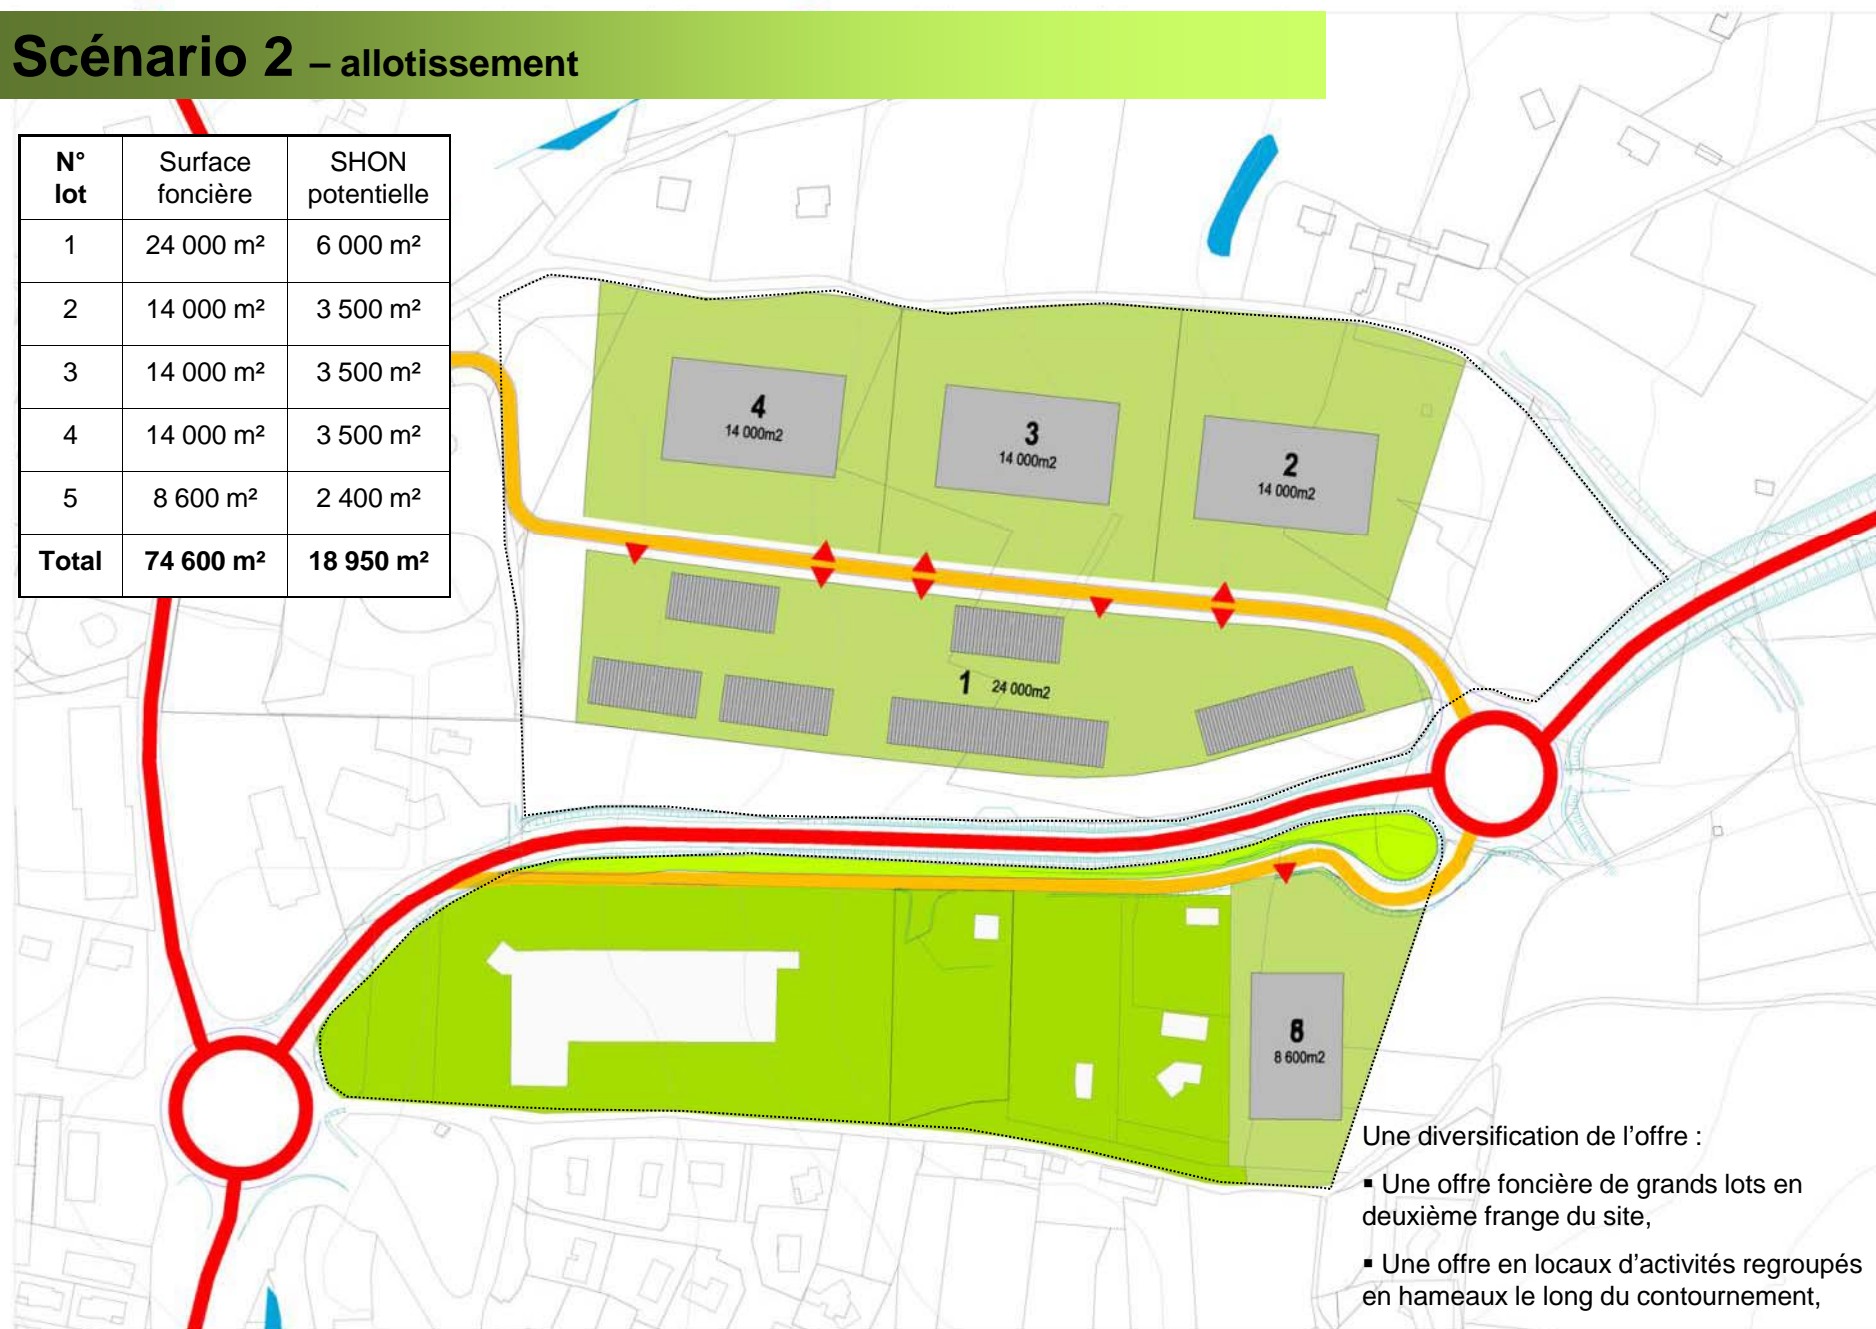 Scénario 2 – allotissement
N° lot Surface foncière SHON potentielle
1 24 000 m² 6 000 m²
2 14 000 m² 3 500 m²
3 14 000 m² 3 500 m²
4 14 000 m² 3 500 m²
5 8 600 m² 2 400 m²
Total 74 600 m² 18 950 m²
4
14 000m2
3
14 000m2
2
14 000m2
1 24 000m2
8
8 600m2
Une diversification de l’offre :
▪ Une offre foncière de grands lots en
deuxième frange du site,
▪ Une offre en locaux d’activités regroupés
en hameaux le long du contournement,